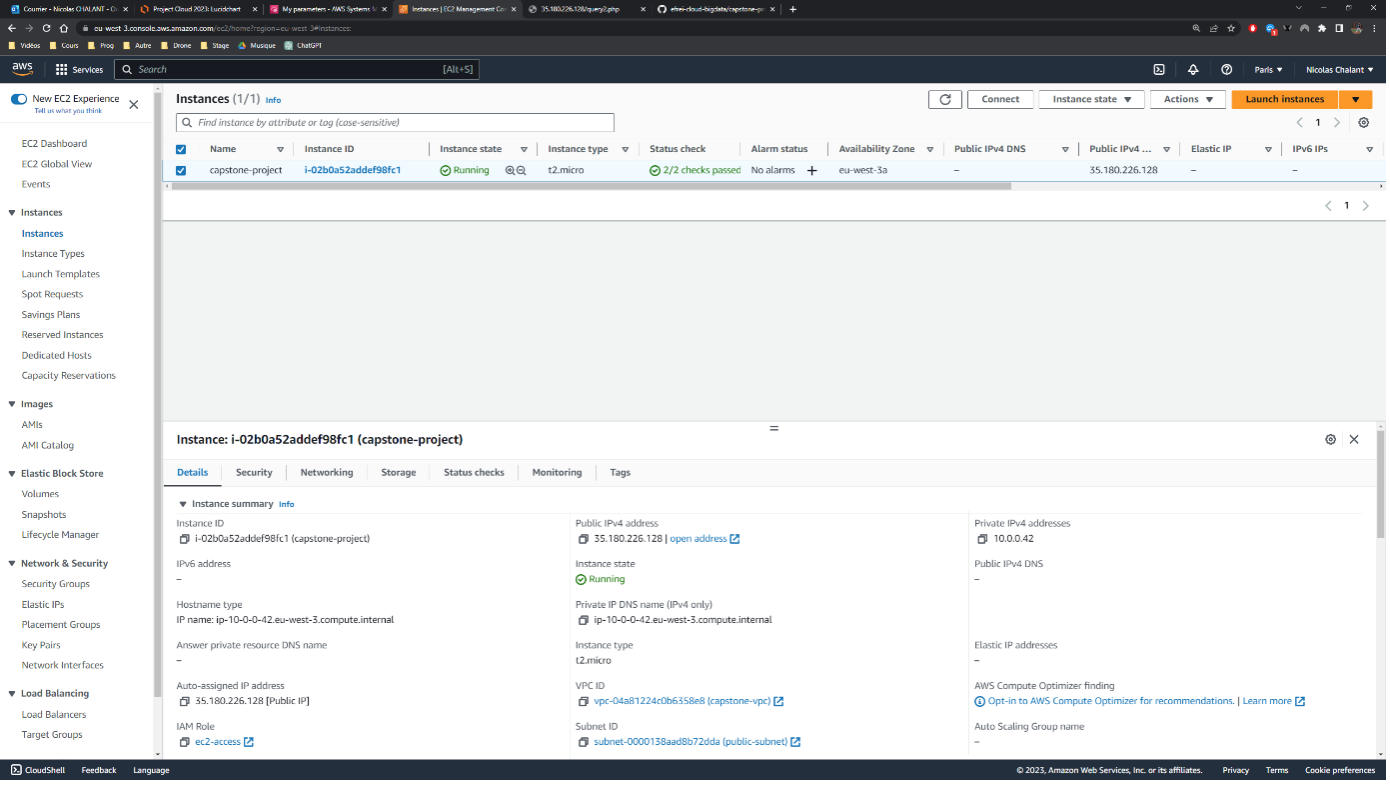 Courrier - Nicolas CHALANT - O Project Cloud 2023: Lucidchart My parameters - AWS Systems M Instances | EC2 Management Co 35.180.226.128/query2.php efrei-cloud-bigdata/capstone-pr
eu-west-3.console.aws.amazon.com/ec2/home?region=eu-west-3#Instances:
Vidéos Cours Prog Autre Drone Stage Musique ChatGPT
aws Services Search [Alt+S] Paris Nicolas Chalant
New EC2 Experience
Tell us what you think
EC2 Dashboard
EC2 Global View
Events
Instances
Instances
Instance Types
Launch Templates
Spot Requests
Savings Plans
Reserved Instances
Dedicated Hosts
Capacity Reservations
Images
AMIs
AMI Catalog
Elastic Block Store
Volumes
Snapshots
Lifecycle Manager
Network & Security
Security Groups
Elastic IPs
Placement Groups
Key Pairs
Network Interfaces
Load Balancing
Load Balancers
Target Groups
Instances (1/1) Info Connect Instance state Actions Launch instances
Find instance by attribute or tag (case-sensitive) 1
Name Instance ID Instance state Instance type Status check Alarm status Availability Zone Public IPv4 DNS Public IPv4 ... Elastic IP IPv6 IPs
capstone-project i-02b0a52addef98fc1 Running t2.micro 2/2 checks passed No alarms + eu-west-3a – 35.180.226.128 – –
1
Instance: i-02b0a52addef98fc1 (capstone-project)
Details Security Networking Storage Status checks Monitoring Tags
Instance summary Info
Instance ID Public IPv4 address Private IPv4 addresses
i-02b0a52addef98fc1 (capstone-project) 35.180.226.128 | open address 10.0.0.42
IPv6 address Instance state Public IPv4 DNS
– Running –
Hostname type Private IP DNS name (IPv4 only)
IP name: ip-10-0-0-42.eu-west-3.compute.internal ip-10-0-0-42.eu-west-3.compute.internal
Answer private resource DNS name Instance type Elastic IP addresses
– t2.micro –
Auto-assigned IP address VPC ID AWS Compute Optimizer finding
35.180.226.128 [Public IP] vpc-04a81224c0b6358e8 (capstone-vpc) Opt-in to AWS Compute Optimizer for recommendations. | Learn more
IAM Role Subnet ID Auto Scaling Group name
ec2-access subnet-0000138aad8b72dda (public-subnet) –
CloudShell Feedback Language © 2023, Amazon Web Services, Inc. or its affiliates. Privacy Terms Cookie preferences